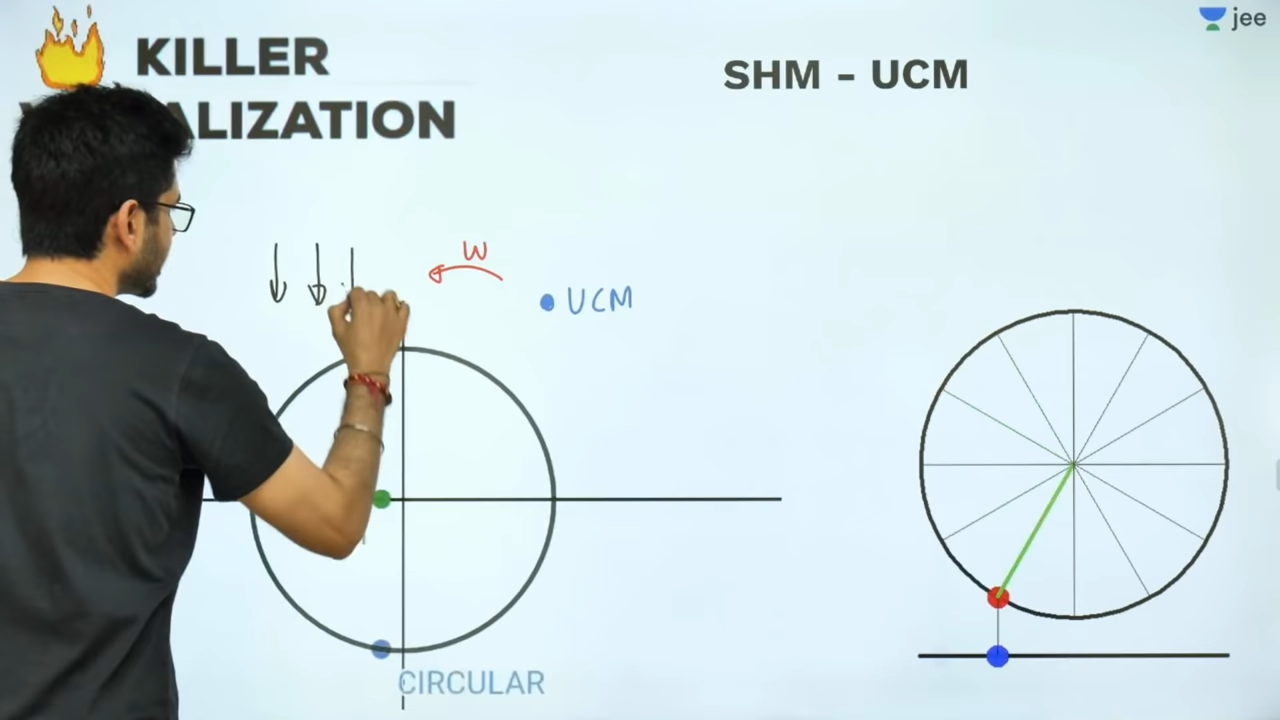 KILLER
ALIZATION
SHM - UCM
jee
W
UCM
CIRCULAR